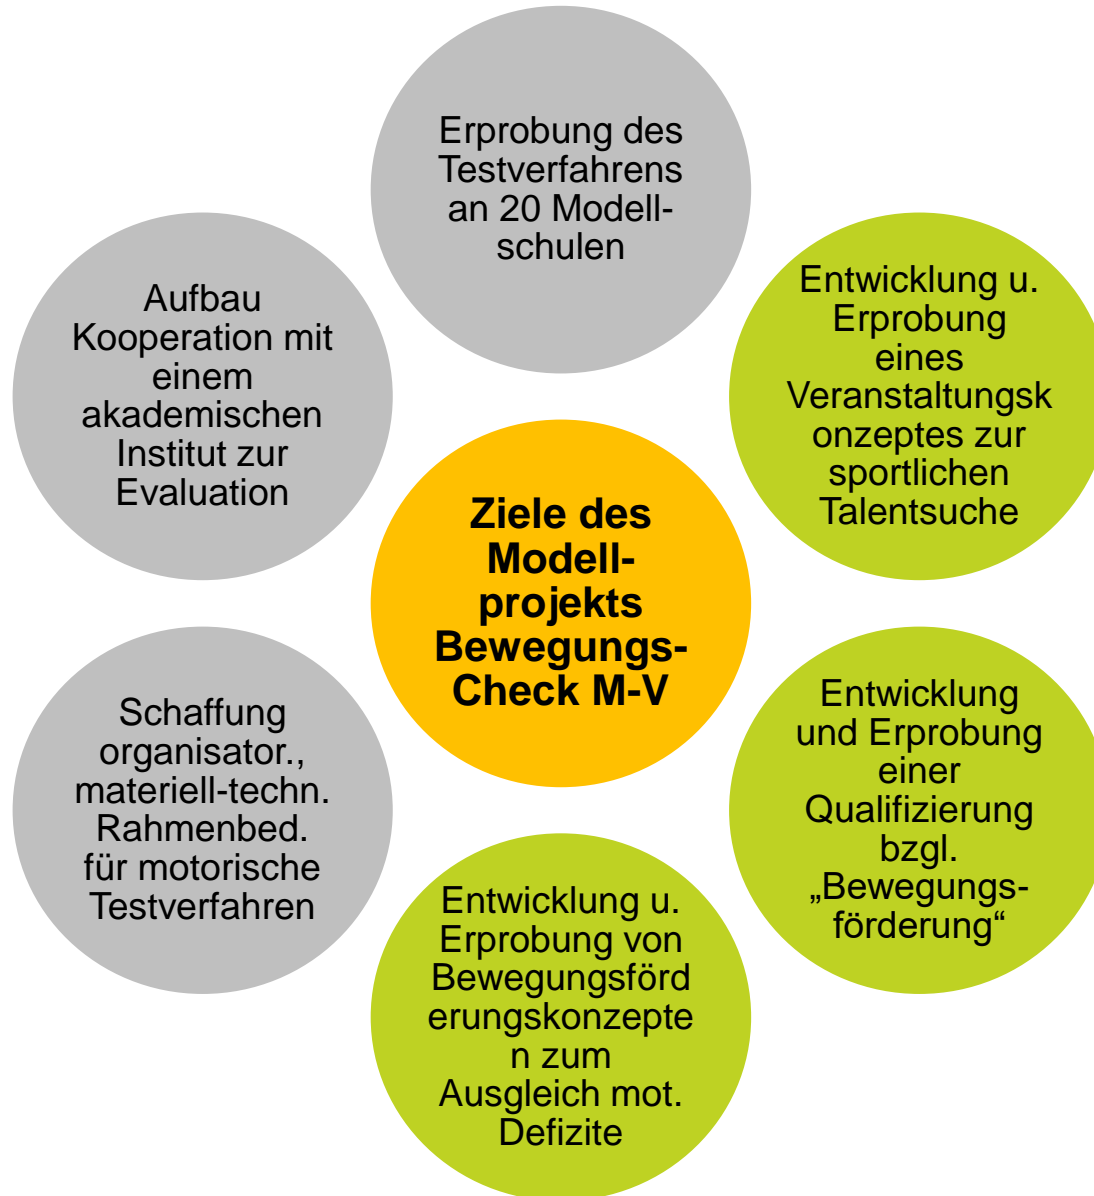 Erprobung des
Testverfahrens
an 20 Modell-
schulen
Entwicklung u.
Erprobung
eines
Veranstaltungsk
onzeptes zur
sportlichen
Talentsuche
Entwicklung
und Erprobung
einer
Qualifizierung
bzgl.
„Bewegungs-
förderung“
Entwicklung u.
Erprobung von
Bewegungsförd
erungskonzepte
n zum
Ausgleich mot.
Defizite
Schaffung
organisator.,
materiell-techn.
Rahmenbed.
für motorische
Testverfahren
Aufbau
Kooperation mit
einem
akademischen
Institut zur
Evaluation
Ziele des
Modell-
projekts
Bewegungs-
Check M-V